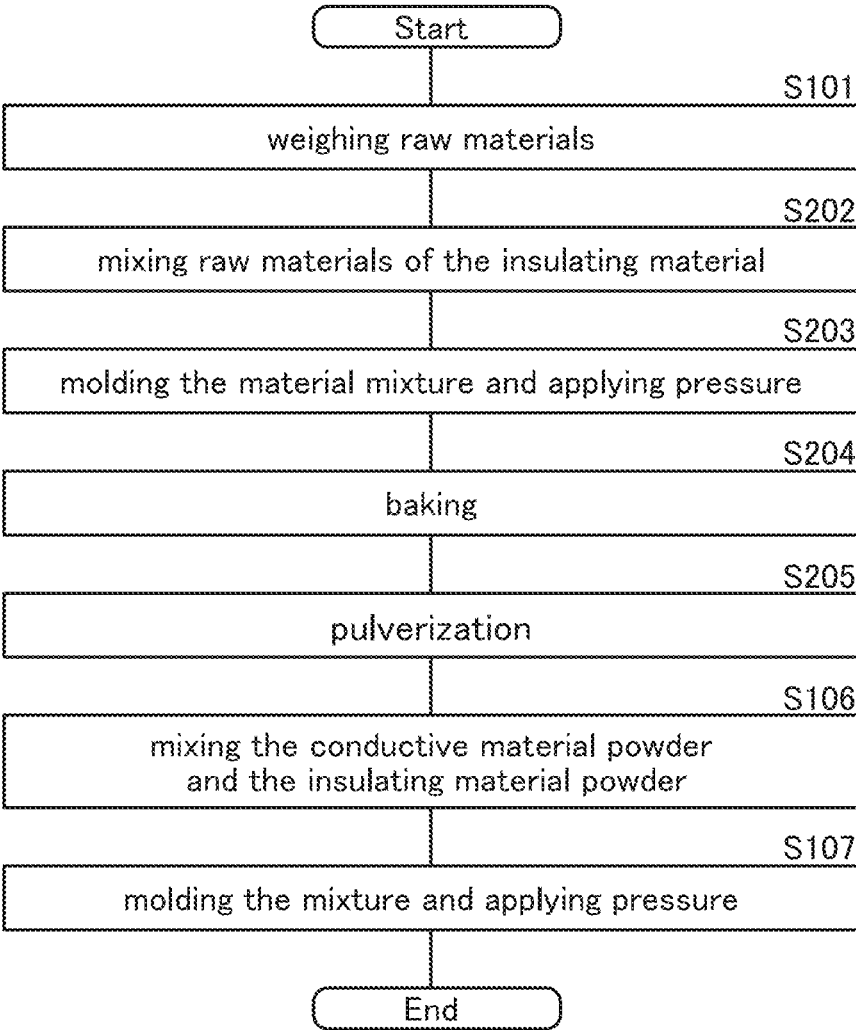 Start
S101
weighing raw materials
S202
mixing raw materials of the insulating material
S203
molding the material mixture and applying pressure
S204
baking
S205
pulverization
S106
mixing the conductive material powder
and the insulating material powder
S107
molding the mixture and applying pressure
End